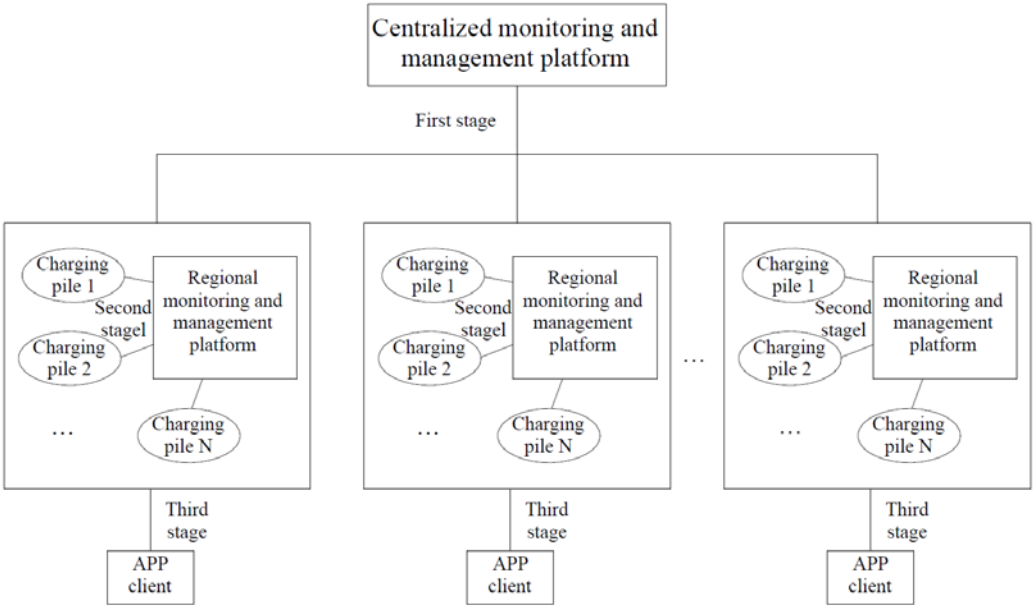 Centralized monitoring and
management platform
First stage
Charging
pile 1
Second
stagel
Charging
pile 2
Regional
monitoring and
management
platform
...
Charging
pile N
Third
stage
APP
client
Charging
pile 1
Second
stagel
Charging
pile 2
Regional
monitoring and
management
platform
...
Charging
pile N
Third
stage
APP
client
...
Charging
pile 1
Second
stagel
Charging
pile 2
Regional
monitoring and
management
platform
...
Charging
pile N
Third
stage
APP
client